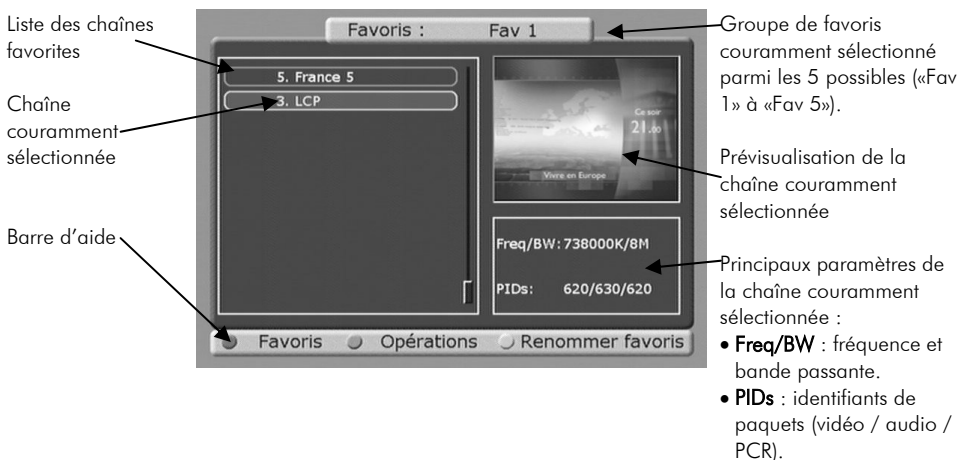 Liste des chaînes
favorites
Chaîne
couramment
sélectionnée
Barre d’aide
Favoris : Fav 1
5. France 5
3. LCP
Ce soir
21.00
Vivre en Europe
Freq/BW: 738000K/8M
PIDs: 620/630/620
Favoris Opérations Renommer favoris
Groupe de favoris
couramment sélectionné
parmi les 5 possibles («Fav
1» à «Fav 5»).
Prévisualisation de la
chaîne couramment
sélectionnée
Principaux paramètres de
la chaîne couramment
sélectionnée :
• Freq/BW : fréquence et
bande passante.
• PIDs : identifiants de
paquets (vidéo / audio /
PCR).